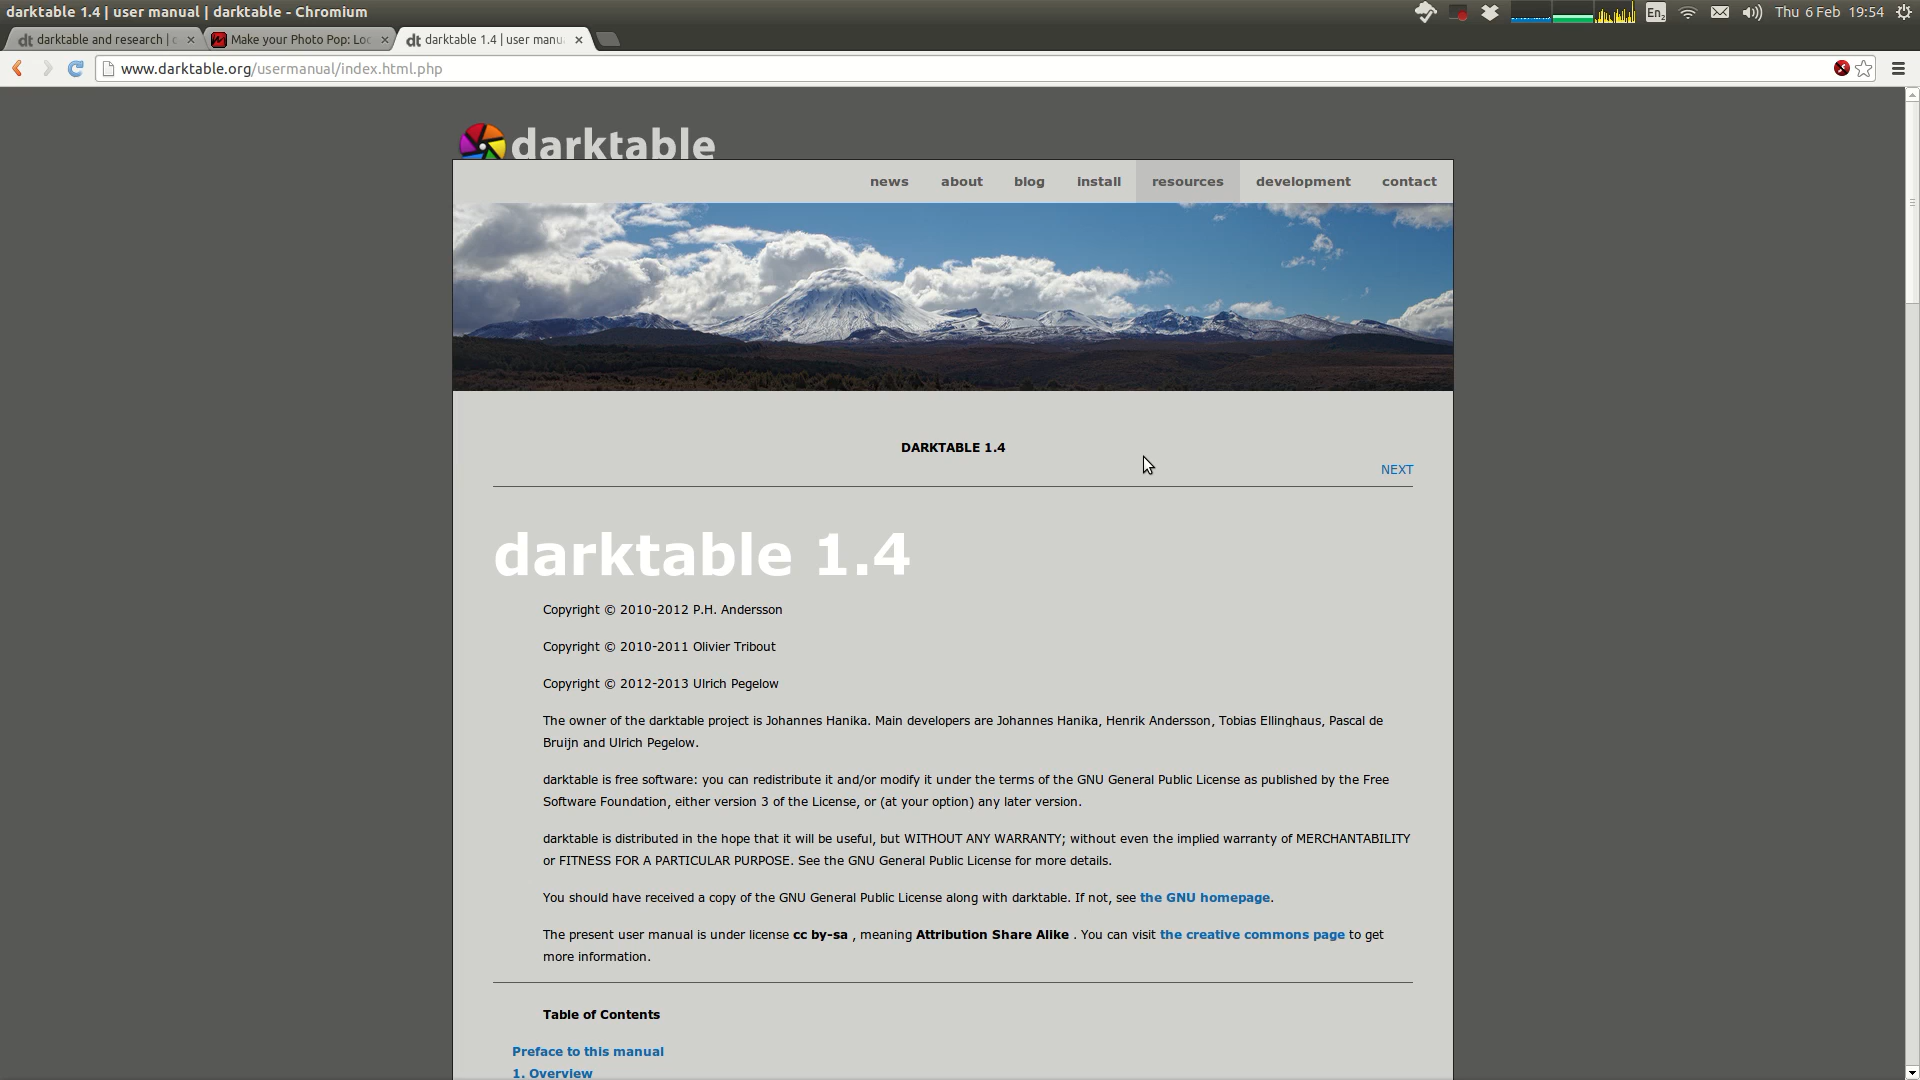 darktable 1.4 | user manual | darktable - Chromium
En2
Thu 6 Feb 19:54
dt darktable and research |
Make your Photo Pop: Loc
dt darktable 1.4 | user manu
www.darktable.org/usermanual/index.html.php
darktable
news about blog install resources development contact
DARKTABLE 1.4
NEXT
darktable 1.4
Copyright © 2010-2012 P.H. Andersson
Copyright © 2010-2011 Olivier Tribout
Copyright © 2012-2013 Ulrich Pegelow
The owner of the darktable project is Johannes Hanika. Main developers are Johannes Hanika, Henrik Andersson, Tobias Ellinghaus, Pascal de
Bruijn and Ulrich Pegelow.
darktable is free software: you can redistribute it and/or modify it under the terms of the GNU General Public License as published by the Free
Software Foundation, either version 3 of the License, or (at your option) any later version.
darktable is distributed in the hope that it will be useful, but WITHOUT ANY WARRANTY; without even the implied warranty of MERCHANTABILITY
or FITNESS FOR A PARTICULAR PURPOSE. See the GNU General Public License for more details.
You should have received a copy of the GNU General Public License along with darktable. If not, see the GNU homepage.
The present user manual is under license cc by-sa , meaning Attribution Share Alike . You can visit the creative commons page to get
more information.
Table of Contents
Preface to this manual
1. Overview